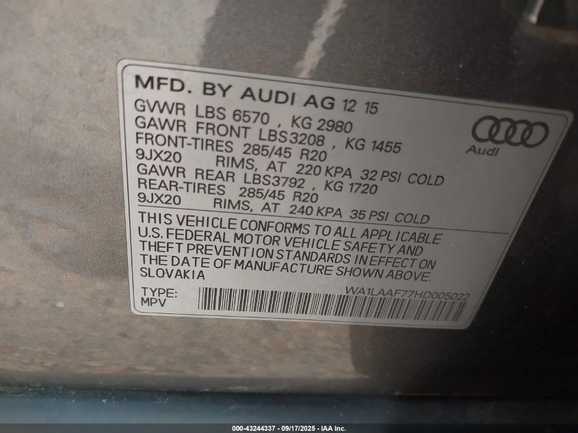 MFD. BY AUDI AG 12 15
GVWR LBS 6570 , KG 2980
GAWR FRONT LBS3208 , KG 1455
FRONT-TIRES 285/45 R20
9JX20 RIMS, AT 220 KPA 32 PSI COLD
GAWR REAR LBS3792 , KG 1720
REAR-TIRES 285/45 R20
9JX20 RIMS, AT 240 KPA 35 PSI COLD
Audi
THIS VEHICLE CONFORMS TO ALL APPLICABLE
U.S. FEDERAL MOTOR VEHICLE SAFETY AND
THEFT PREVENTION STANDARDS IN EFFECT ON
THE DATE OF MANUFACTURE SHOWN ABOVE.
SLOVAKIA
WA1LAAF77HD005022
TYPE:
MPV
000-43244337 - 09/17/2025 - IAA Inc.